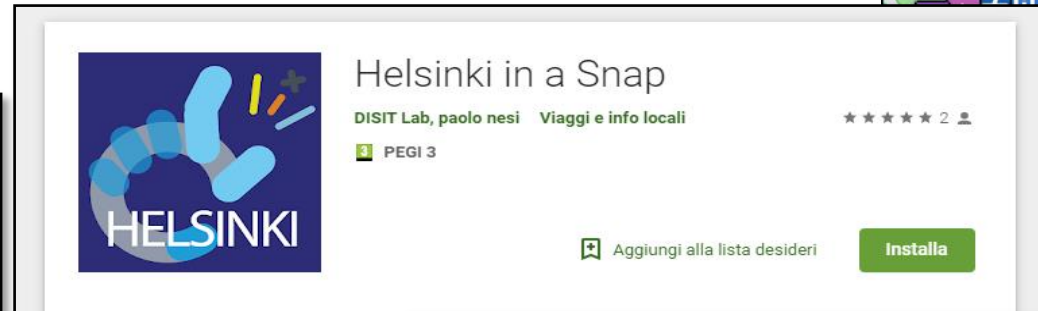 Helsinki in a Snap
DISIT Lab, paolo nesi Viaggi e info locali
2
3 PEGI 3
HELSINKI
Aggiungi alla lista desideri
Installa